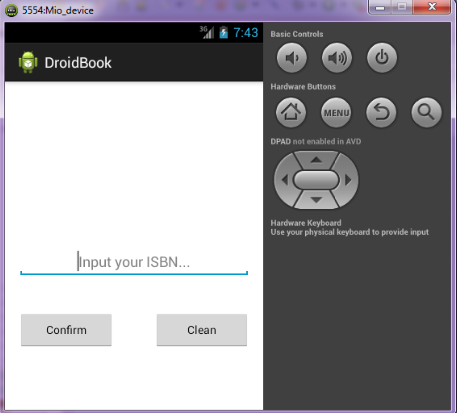 5554:Mio_device
3G 7:43
DroidBook
Input your ISBN...
Confirm Clean
Basic Controls
Hardware Buttons
MENU
DPAD not enabled in AVD
Hardware Keyboard
Use your physical keyboard to provide input